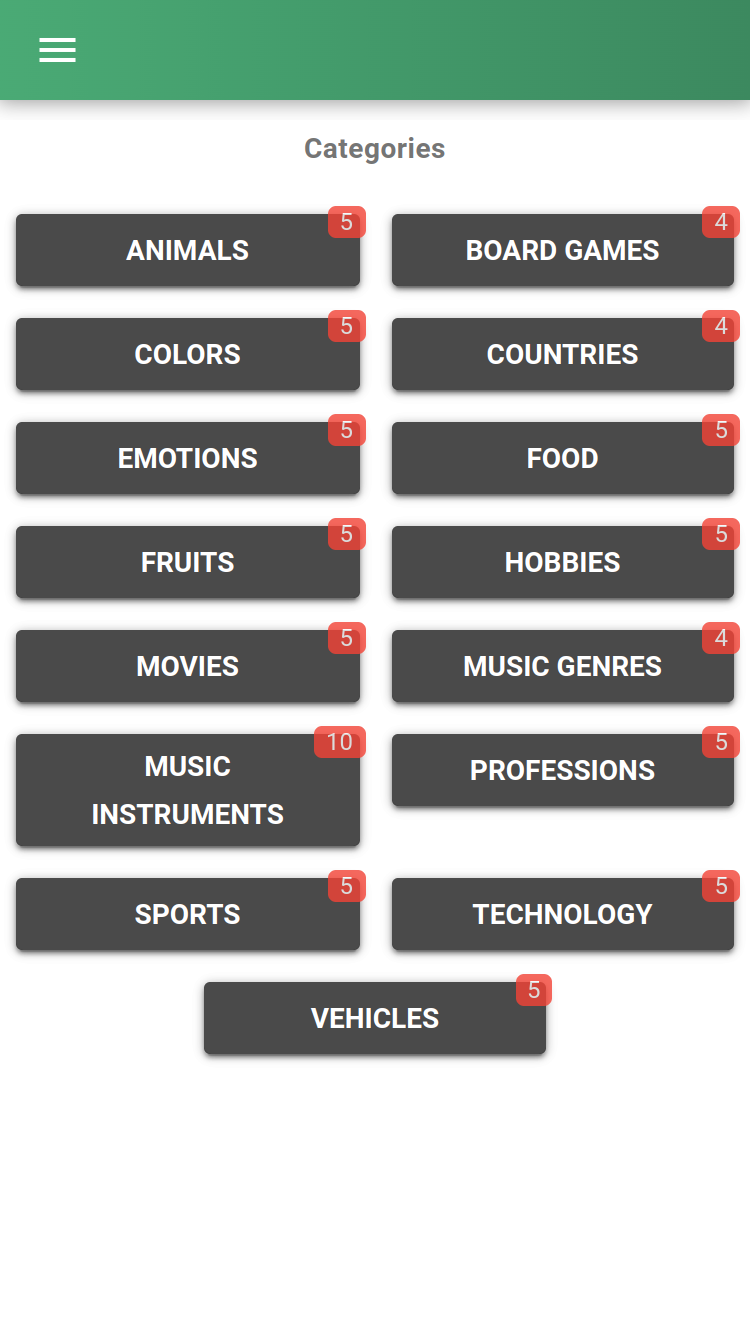 Categories
5
ANIMALS
4
BOARD GAMES
5
COLORS
4
COUNTRIES
5
EMOTIONS
5
FOOD
5
FRUITS
5
HOBBIES
5
MOVIES
4
MUSIC GENRES
10
MUSIC
INSTRUMENTS
5
PROFESSIONS
5
SPORTS
5
TECHNOLOGY
5
VEHICLES